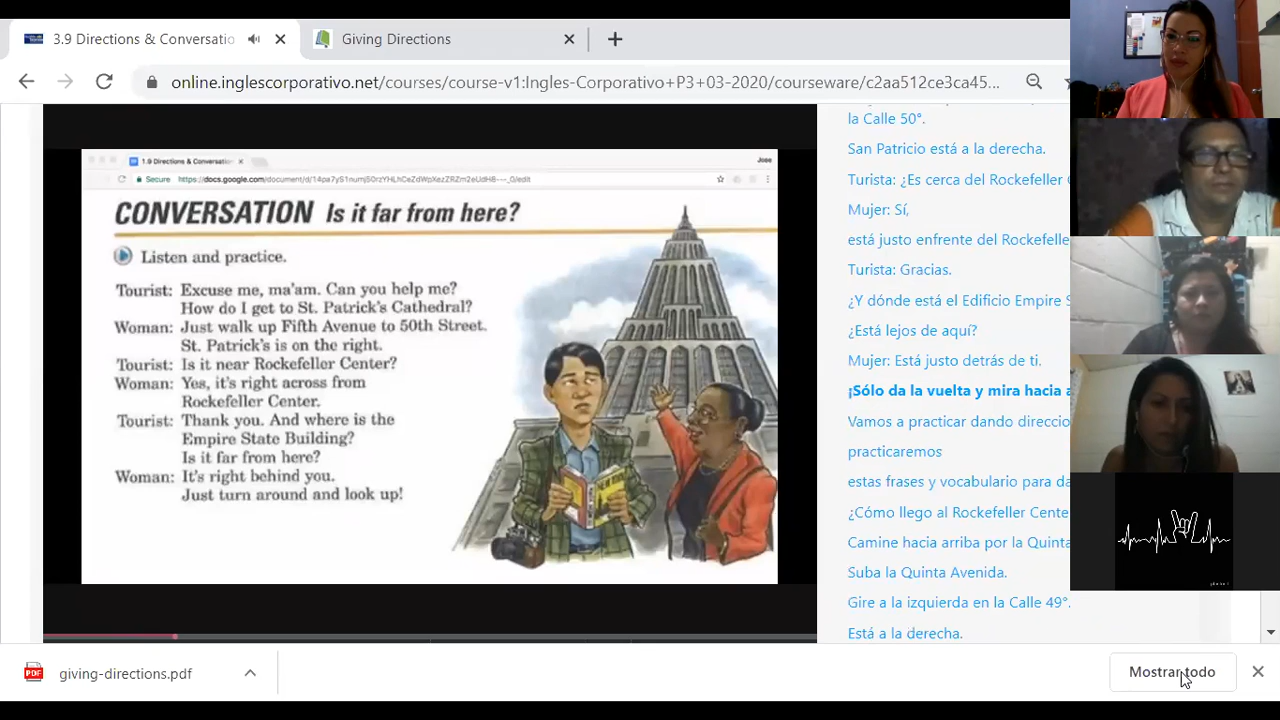 3.9 Directions & Conversatio
Giving Directions
online.inglescorporativo.net/courses/course-v1:Ingles-Corporativo+P3+03-2020/courseware/c2aa512ce3ca45...
1.9 Directions & Conversatio
Jose
Secure
CONVERSATION Is it far from here?
Listen and practice.
Tourist: Excuse me, ma'am. Can you help me?
How do I get to St. Patrick's Cathedral?
Woman: Just walk up Fifth Avenue to 50th Street.
St. Patrick's is on the right.
Tourist: Is it near Rockefeller Center?
Woman: Yes, it's right across from
Rockefeller Center.
Tourist: Thank you. And where is the
Empire State Building?
Is it far from here?
Woman: It's right behind you.
Just turn around and look up!
la Calle 50°.
San Patricio está a la derecha.
Turista: ¿Es cerca del Rockefeller
Mujer: Sí,
está justo enfrente del Rockefelle
Turista: Gracias.
¿Y dónde está el Edificio Empire S
¿Está lejos de aquí?
Mujer: Está justo detrás de ti.
¡Sólo da la vuelta y mira hacia a
Vamos a practicar dando direccio
practicaremos
estas frases y vocabulario para da
¿Cómo llego al Rockefeller Cente
Camine hacia arriba por la Quinta
Suba la Quinta Avenida.
Gire a la izquierda en la Calle 49°.
Está a la derecha.
PDF
giving-directions.pdf
Mostrar todo